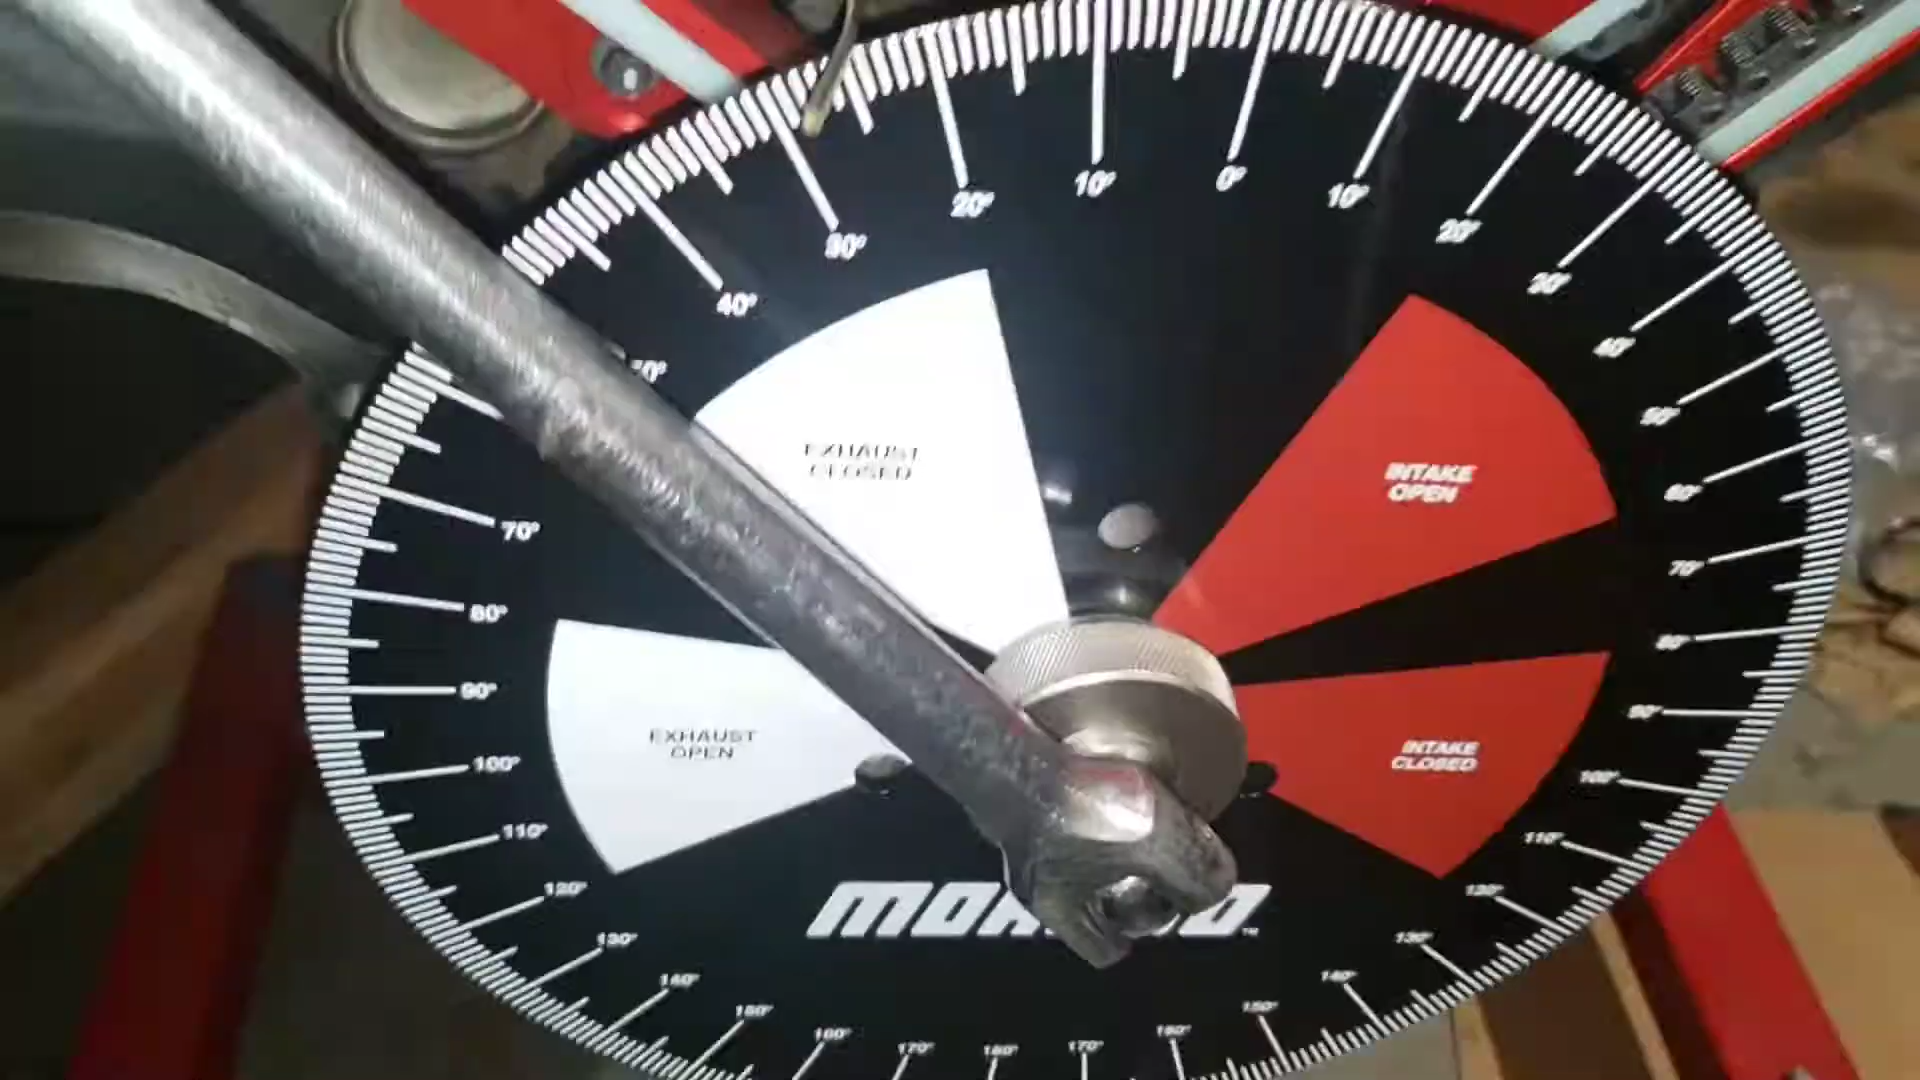 10° 0° 10°
20° 20°
30° 30°
40° 40°
50°
60°
70° 70°
80° 80°
90° 90°
100° 100°
110° 110°
120° 120°
130° 130°
140° 140°
150° 150°
160° 160°
170° 180° 170°
EXHAUST
CLOSED
INTAKE
OPEN
EXHAUST
OPEN
INTAKE
CLOSED